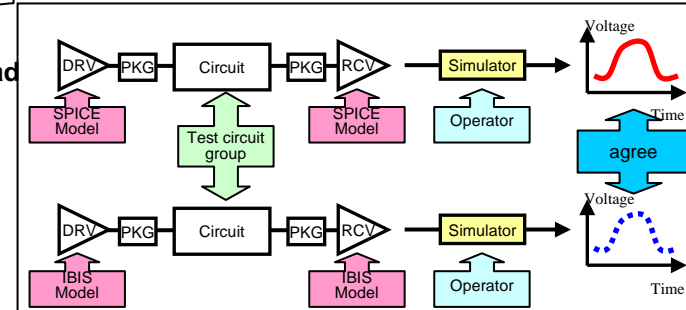 Voltage
ad
DRV PKG Circuit PKG RCV Simulator
Time
SPICE
Model
Test circuit
group
SPICE
Model
Operator
agree
Voltage
DRV PKG Circuit PKG RCV Simulator
Time
IBIS
Model
IBIS
Model
Operator